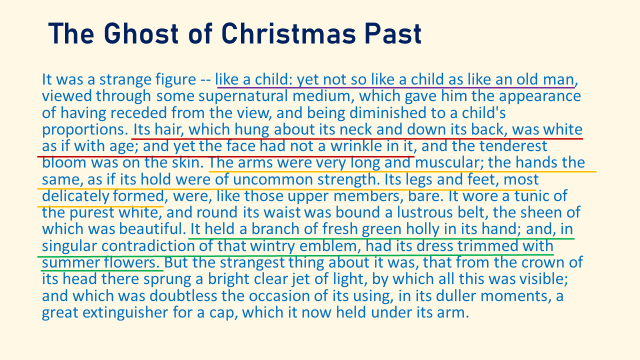 The Ghost of Christmas Past
It was a strange figure -- like a child: yet not so like a child as like an old man,
viewed through some supernatural medium, which gave him the appearance
of having receded from the view, and being diminished to a child's
proportions. Its hair, which hung about its neck and down its back, was white
as if with age; and yet the face had not a wrinkle in it, and the tenderest
bloom was on the skin. The arms were very long and muscular; the hands the
same, as if its hold were of uncommon strength. Its legs and feet, most
delicately formed, were, like those upper members, bare. It wore a tunic of
the purest white, and round its waist was bound a lustrous belt, the sheen of
which was beautiful. It held a branch of fresh green holly in its hand; and, in
singular contradiction of that wintry emblem, had its dress trimmed with
summer flowers. But the strangest thing about it was, that from the crown of
its head there sprung a bright clear jet of light, by which all this was visible;
and which was doubtless the occasion of its using, in its duller moments, a
great extinguisher for a cap, which it now held under its arm.